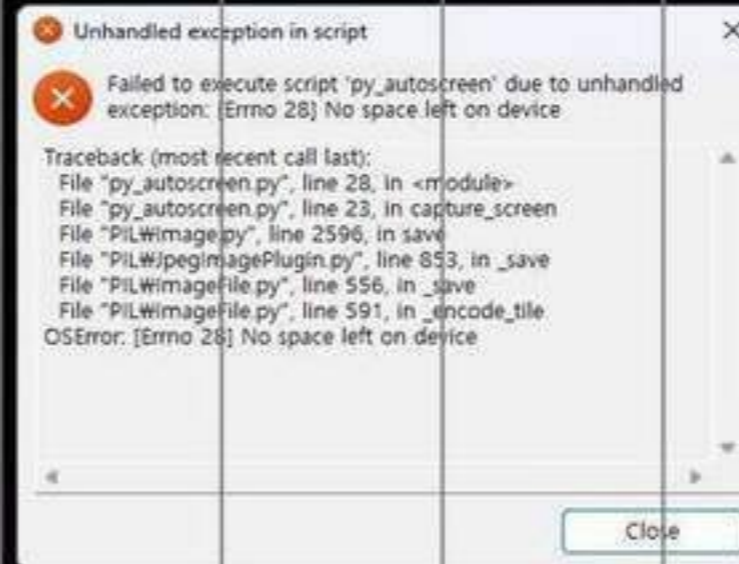 Unhandled exception in script
Failed to execute script 'py_autoscreen' due to unhandled
exception: [Errno 28] No space left on device
Traceback (most recent call last):
File "py_autoscreen.py", line 28, in <module>
File "py_autoscreen.py", line 23, in capture_screen
File "PIL₩Image.py", line 2596, in save
File "PIL₩JpegImagePlugin.py", line 853, in _save
File "PIL₩ImageFile.py", line 556, in _save
File "PIL₩ImageFile.py", line 591, in _encode_tile
OSError: [Errno 28] No space left on device
Close